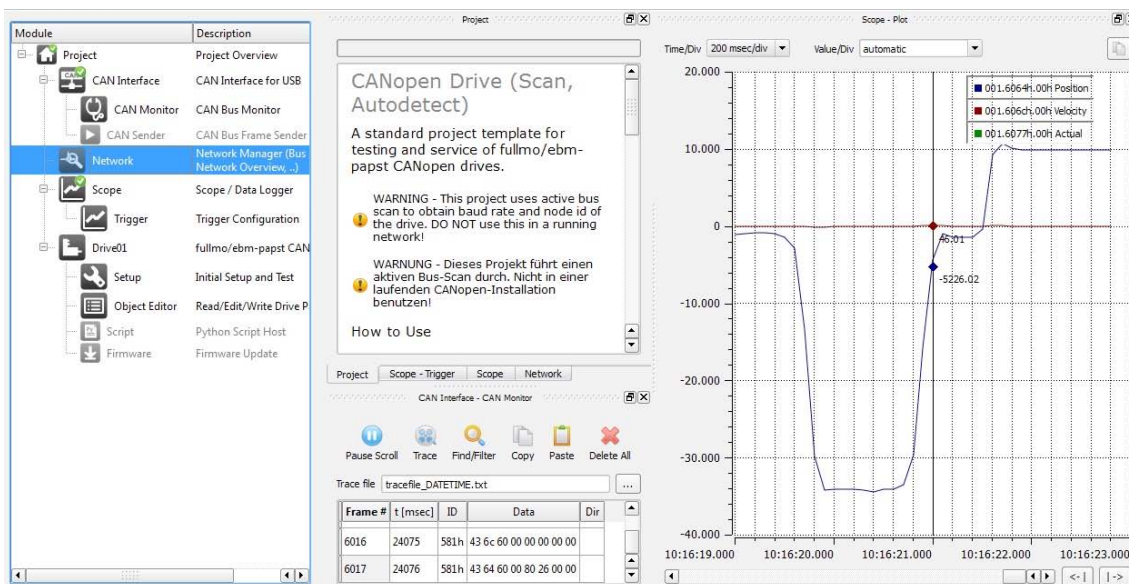 Module Description
Project Project Overview
CAN Interface CAN Interface for USB
CAN Monitor CAN Bus Monitor
CAN Sender CAN Bus Frame Sender
Network Network Manager (Bus
Network Overview, ..)
Scope Scope / Data Logger
Trigger Trigger Configuration
Drive01 fullmo/ebm-papst CAN
Setup Initial Setup and Test
Object Editor Read/Edit/Write Drive P
Script Python Script Host
Firmware Firmware Update
Project
CANopen Drive (Scan,
Autodetect)
A standard project template for
testing and service of fullmo/ebm-
papst CANopen drives.
WARNING - This project uses active bus
scan to obtain baud rate and node id of
the drive. DO NOT use this in a running
network!
WARNUNG - Dieses Projekt führt einen
aktiven Bus-Scan durch. Nicht in einer
laufenden CANopen-Installation
benutzen!
How to Use
Project Scope - Trigger Scope Network
CAN Interface - CAN Monitor
Pause Scroll Trace Find/Filter Copy Paste Delete All
Trace file tracefile_DATETIME.txt ...
Frame # t [msec] ID Data Dir
6016 24075 581h 43 6c 60 00 00 00 00 00
6017 24076 581h 43 64 60 00 80 26 00 00
Scope - Plot
Time/Div 200 msec/div Value/Div automatic
20.000
10.000
0
-10.000
-20.000
-30.000
-40.000
001.6064h.00h Position
001.606ch.00h Velocity
001.6077h.00h Actual
46.01
-5226.02
10:16:19.000 10:16:20.000 10:16:21.000 10:16:22.000 10:16:23.000
<-| |->